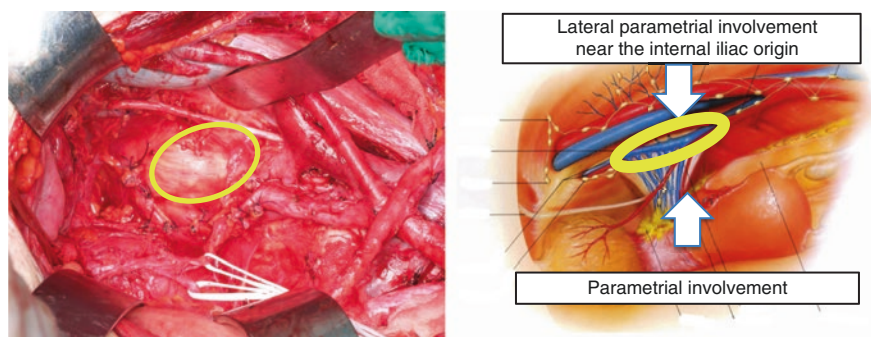 Lateral parametrial involvement
near the internal iliac origin
Parametrial involvement